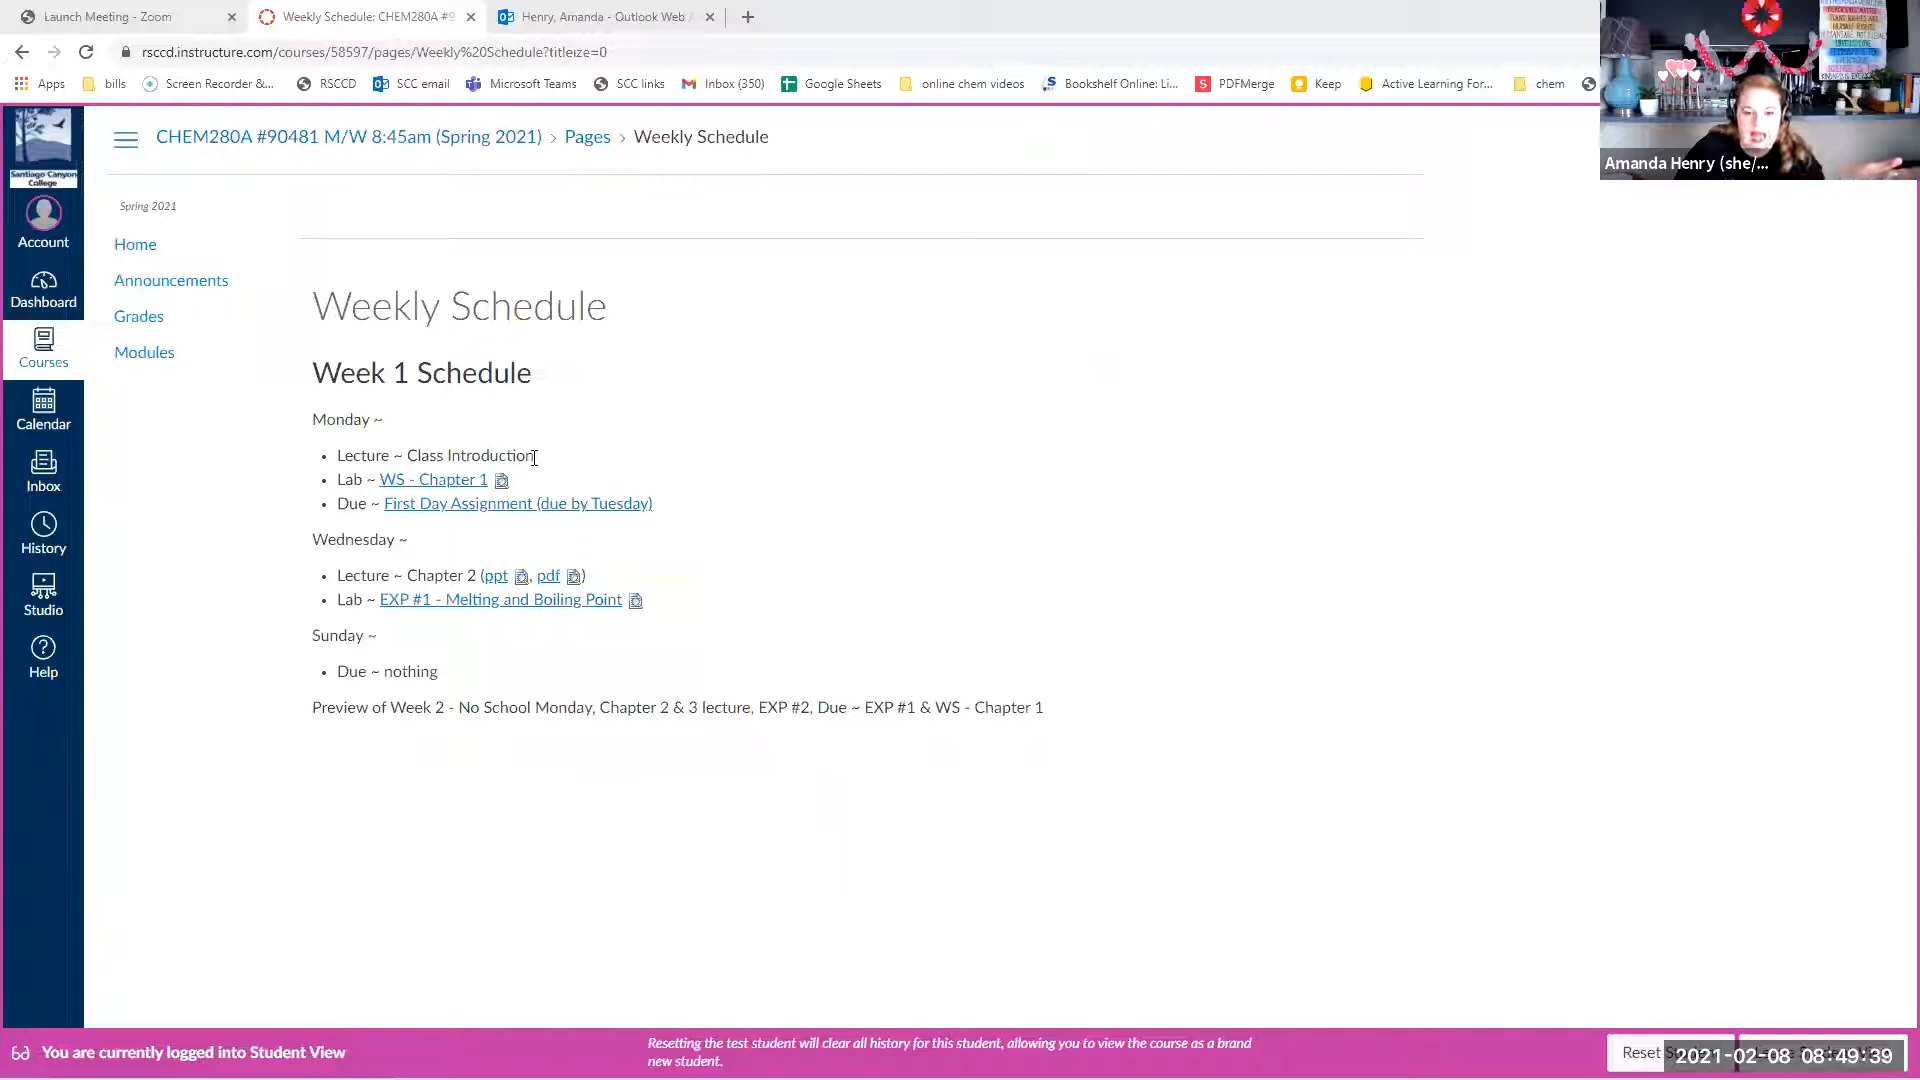 Launch Meeting - Zoom
Weekly Schedule: CHEM280A #9
Henry, Amanda - Outlook Web
rsccd.instructure.com/courses/58597/pages/Weekly%20Schedule?titleize=0
Apps
bills
Screen Recorder &...
RSCCD
SCC email
Microsoft Teams
SCC links
Inbox (350)
Google Sheets
online chem videos
Bookshelf Online: Li...
PDFMerge
Keep
Active Learning For...
chem
Amanda Henry (she/...
Santiago Canyon
College
Account
Dashboard
Courses
Calendar
Inbox
History
Studio
Help
CHEM280A #90481 M/W 8:45am (Spring 2021) › Pages › Weekly Schedule
Spring 2021
Home
Announcements
Grades
Modules
Weekly Schedule
Week 1 Schedule
Monday ~
• Lecture ~ Class Introduction
• Lab ~ WS - Chapter 1
• Due ~ First Day Assignment (due by Tuesday)
Wednesday ~
• Lecture ~ Chapter 2 (ppt, pdf)
• Lab ~ EXP #1 - Melting and Boiling Point
Sunday ~
• Due ~ nothing
Preview of Week 2 - No School Monday, Chapter 2 & 3 lecture, EXP #2, Due ~ EXP #1 & WS - Chapter 1
You are currently logged into Student View
Resetting the test student will clear all history for this student, allowing you to view the course as a brand
new student.
Reset
2021-02-08 08:49:39